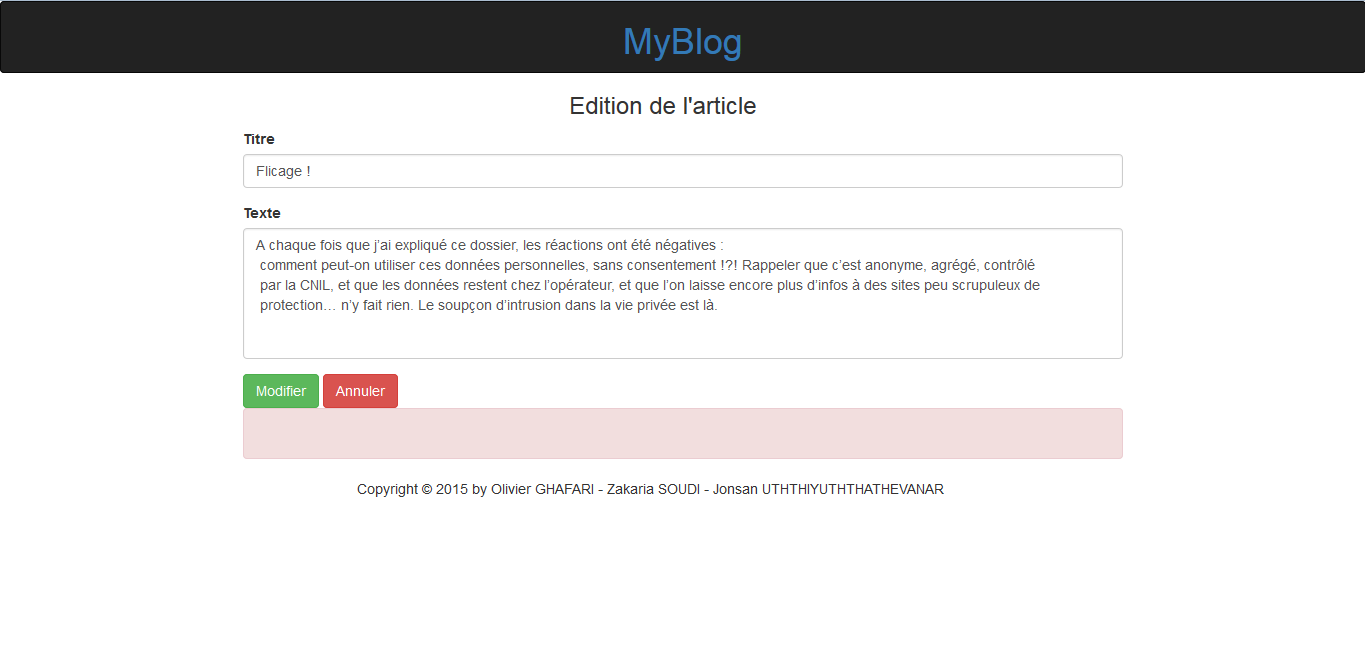 MyBlog
Edition de l'article
Titre
Flicage !
Texte
A chaque fois que j’ai expliqué ce dossier, les réactions ont été négatives :
comment peut-on utiliser ces données personnelles, sans consentement !?! Rappeler que c’est anonyme, agrégé, contrôlé
par la CNIL, et que les données restent chez l’opérateur, et que l’on laisse encore plus d’infos à des sites peu scrupuleux de
protection… n’y fait rien. Le soupçon d’intrusion dans la vie privée est là.
Modifier Annuler
Copyright © 2015 by Olivier GHAFARI - Zakaria SOUDI - Jonsan UTHTHIYUTHTHATHEVANAR